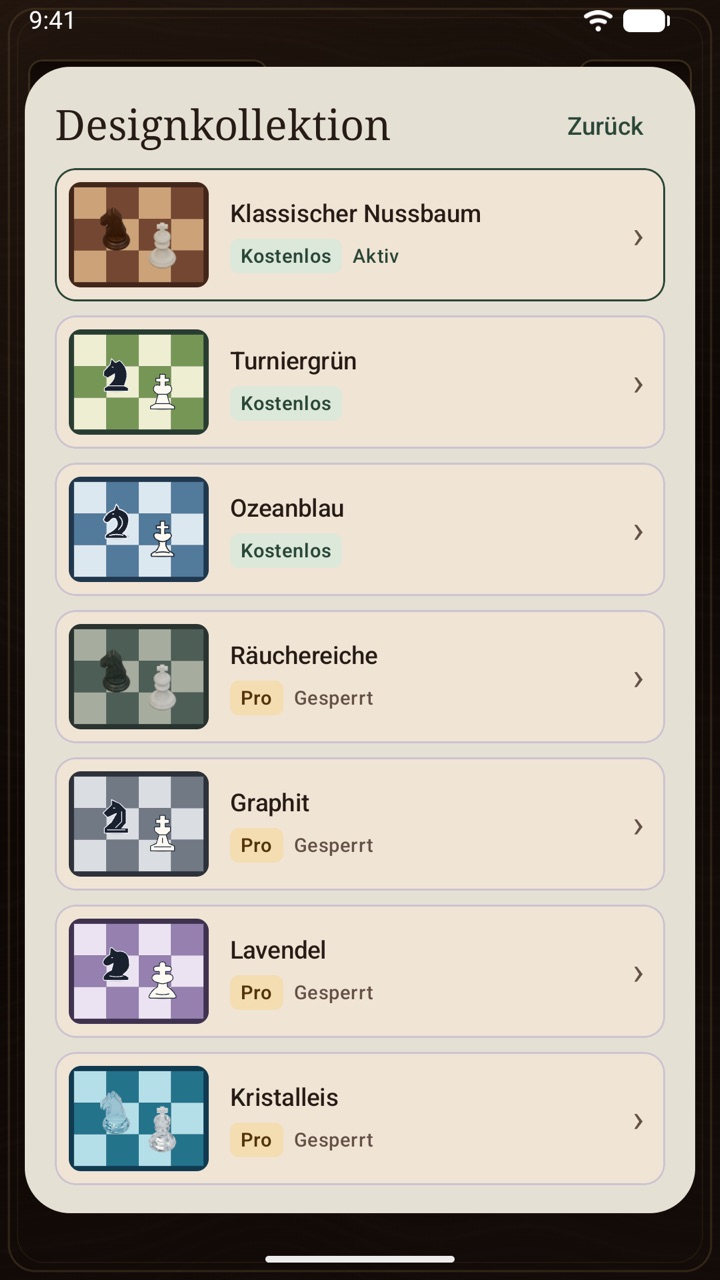 9:41
Designkollektion
Zurück
Klassischer Nussbaum
Kostenlos Aktiv
Turniergrün
Kostenlos
Ozeanblau
Kostenlos
Räuchereiche
Pro Gesperrt
Graphit
Pro Gesperrt
Lavendel
Pro Gesperrt
Kristalleis
Pro Gesperrt